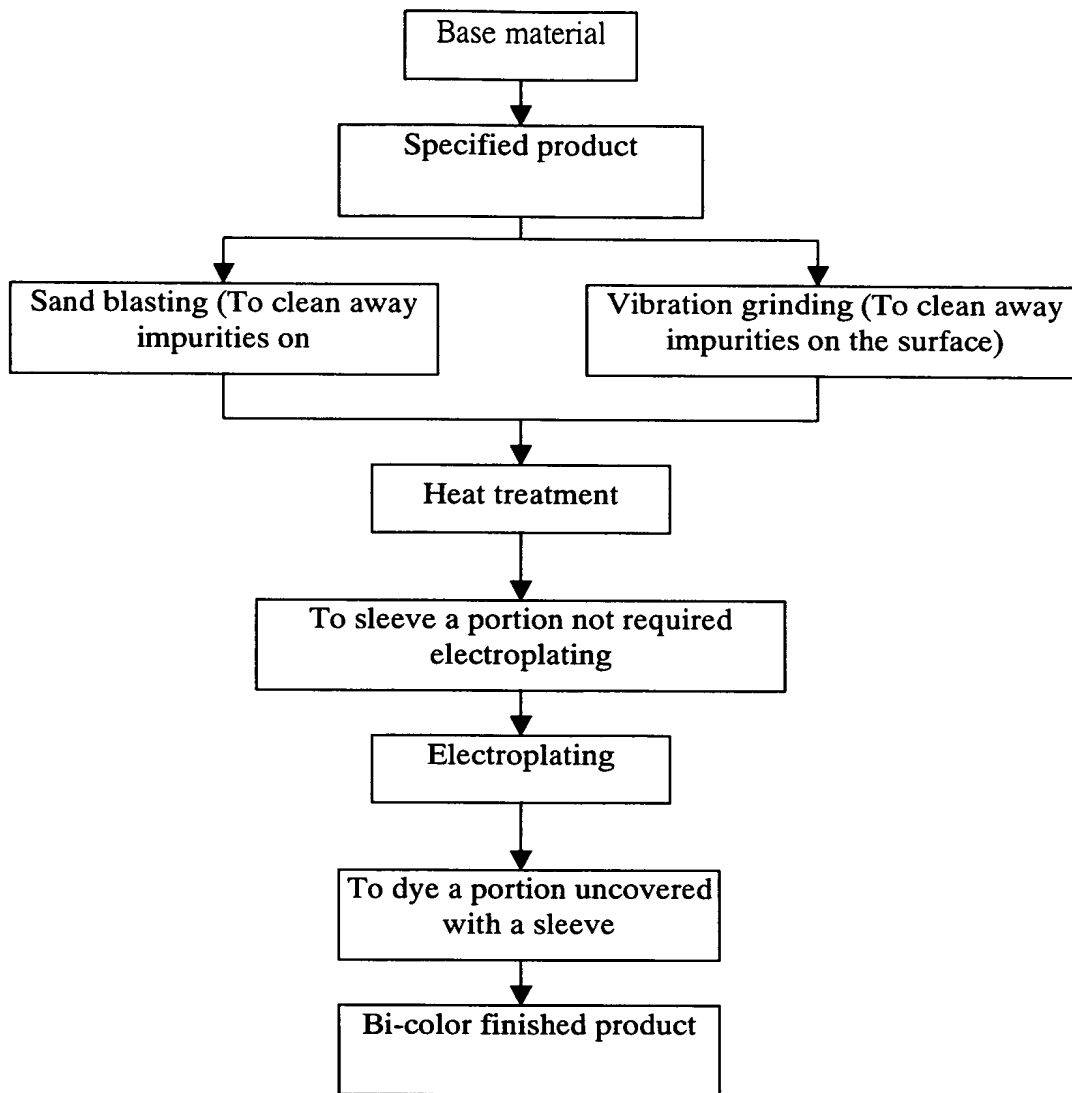 Base material
Specified product
Sand blasting (To clean away
impurities on
Vibration grinding (To clean away
impurities on the surface)
Heat treatment
To sleeve a portion not required
electroplating
Electroplating
To dye a portion uncovered
with a sleeve
Bi-color finished product